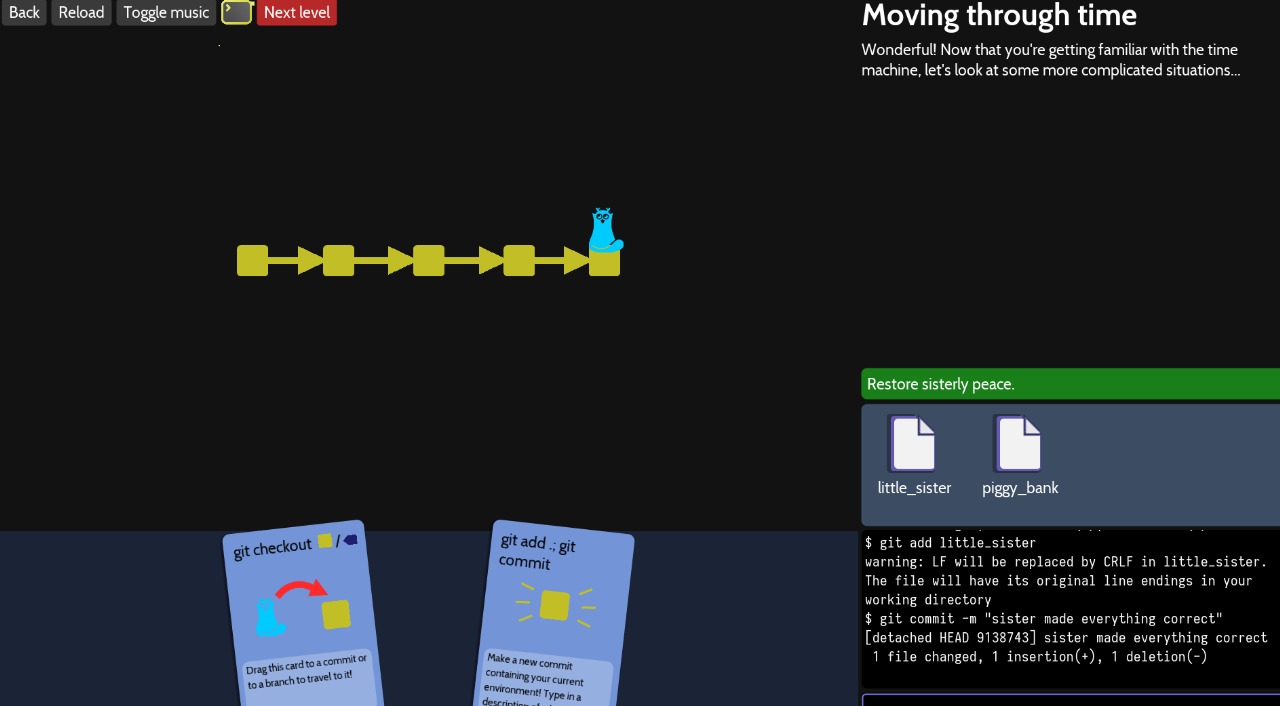 Back
Reload
Toggle music
Next level
Moving through time
Wonderful! Now that you're getting familiar with the time
machine, let's look at some more complicated situations...
Restore sisterly peace.
little_sister
piggy_bank
git checkout /
Drag this card to a commit or
to a branch to travel to it!
git add .; git
commit
Make a new commit
containing your current
environment! Type in a
$ git add little_sister
warning: LF will be replaced by CRLF in little_sister.
The file will have its original line endings in your
working directory
$ git commit -m "sister made everything correct"
[detached HEAD 9138743] sister made everything correct
1 file changed, 1 insertion(+), 1 deletion(-)